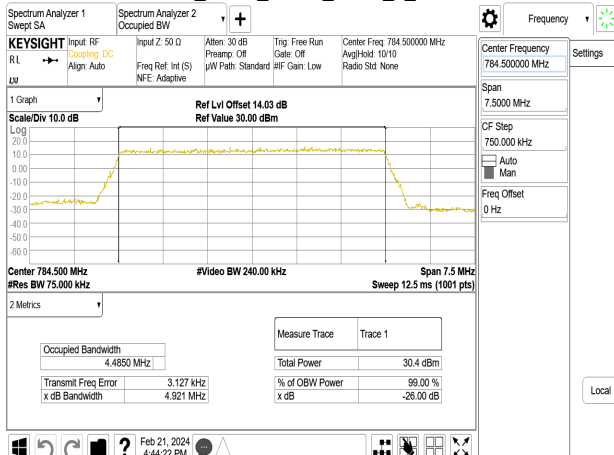 Spectrum Analyzer 1
Swept SA
Spectrum Analyzer 2
Occupied BW
+
Frequency
KEYSIGHT
R L
Input: RF
Coupling: DC
Align: Auto
Input Z: 50 Ω
Freq Ref: Int (S)
NFE: Adaptive
Atten: 30 dB
Preamp: Off
µW Path: Standard
Trig: Free Run
Gate: Off
#IF Gain: Low
Center Freq: 784.500000 MHz
Avg|Hold: 10/10
Radio Std: None
Center Frequency
784.500000 MHz
Settings
Span
7.5000 MHz
CF Step
750.000 kHz
Auto
Man
Freq Offset
0 Hz
Local
1 Graph
Scale/Div 10.0 dB
Ref Lvl Offset 14.03 dB
Ref Value 30.00 dBm
Log
20.0
10.0
0.00
-10.0
-20.0
-30.0
-40.0
-50.0
-60.0
Center 784.500 MHz
#Video BW 240.00 kHz
Span 7.5 MHz
#Res BW 75.000 kHz
Sweep 12.5 ms (1001 pts)
2 Metrics
Measure Trace
Trace 1
Occupied Bandwidth
4.4850 MHz
Total Power
30.4 dBm
Transmit Freq Error
3.127 kHz
% of OBW Power
99.00 %
x dB Bandwidth
4.921 MHz
x dB
-26.00 dB
?
Feb 21, 2024
4:44:22 PM